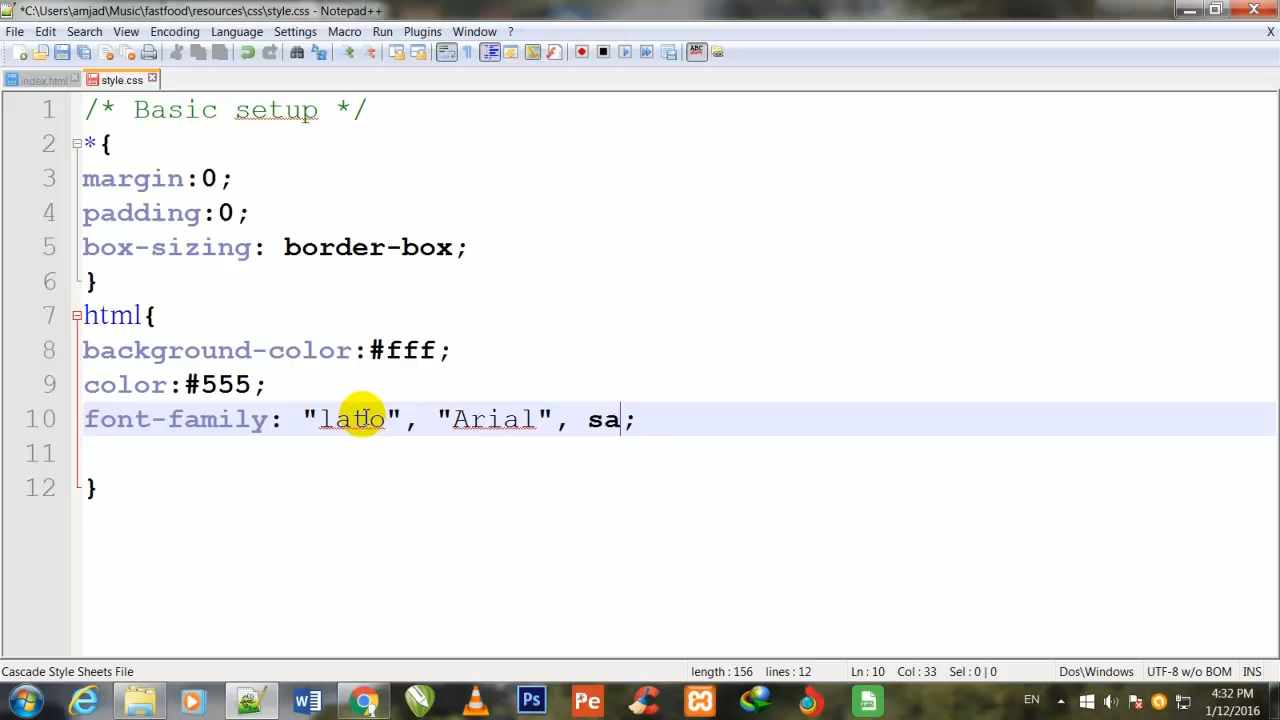 *C:\Users\amjad\Music\fastfood\resources\css\style.css - Notepad++
File Edit Search View Encoding Language Settings Macro Run Plugins Window ? X
index.html style.css
1 /* Basic setup */
2 *{
3 margin:0;
4 padding:0;
5 box-sizing: border-box;
6 }
7 html{
8 background-color:#fff;
9 color:#555;
10 font-family: "lato", "Arial", sa;
11
12 }
Cascade Style Sheets File length : 156 lines : 12 Ln : 10 Col : 33 Sel : 0 | 0 Dos\Windows UTF-8 w/o BOM INS
EN 4:32 PM
1/12/2016